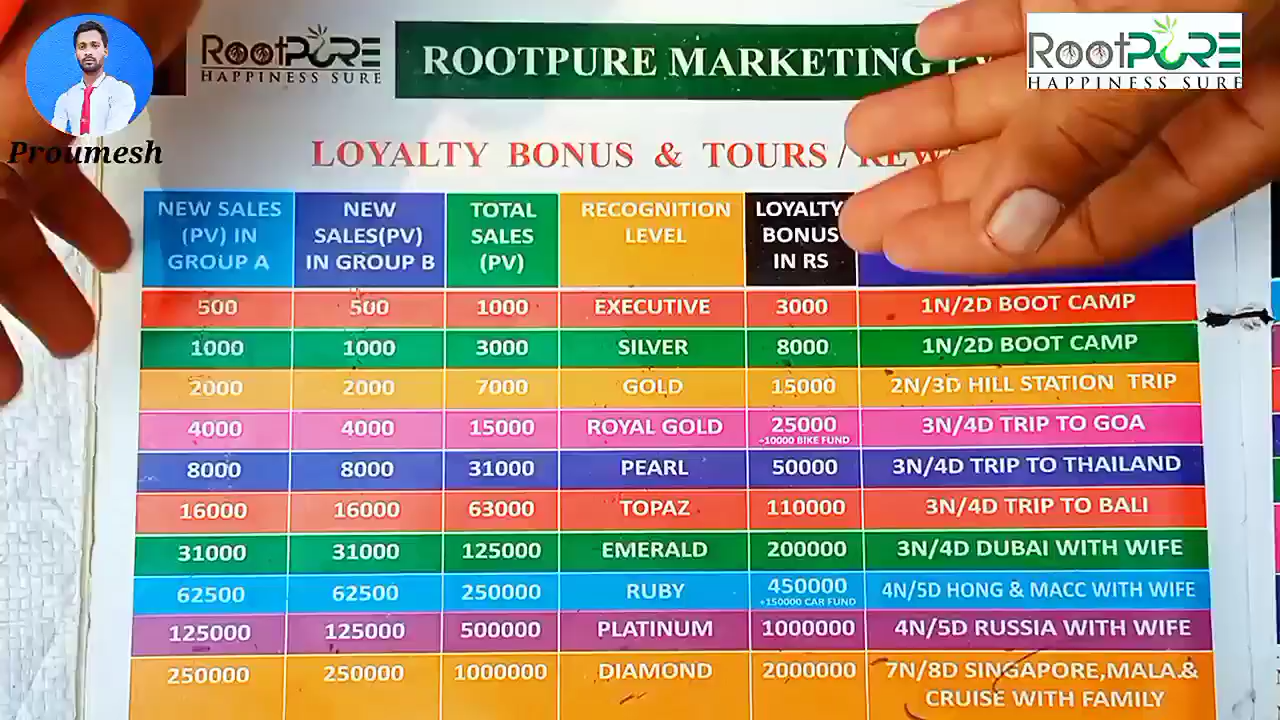 RootPURE
HAPPINESS SURE
ROOTPURE MARKETING
RootPURE
HAPPINESS SURE
Proumesh
LOYALTY BONUS & TOURS /
NEW SALES (PV) IN GROUP A
NEW SALES(PV) IN GROUP B
TOTAL SALES (PV)
RECOGNITION LEVEL
LOYALTY BONUS IN RS
500 500 1000 EXECUTIVE 3000 1N/2D BOOT CAMP
1000 1000 3000 SILVER 8000 1N/2D BOOT CAMP
2000 2000 7000 GOLD 15000 2N/3D HILL STATION TRIP
4000 4000 15000 ROYAL GOLD 25000 3N/4D TRIP TO GOA
+10000 BIKE FUND
8000 8000 31000 PEARL 50000 3N/4D TRIP TO THAILAND
16000 16000 63000 TOPAZ 110000 3N/4D TRIP TO BALI
31000 31000 125000 EMERALD 200000 3N/4D DUBAI WITH WIFE
62500 62500 250000 RUBY 450000 4N/5D HONG & MACC WITH WIFE
+150000 CAR FUND
125000 125000 500000 PLATINUM 1000000 4N/5D RUSSIA WITH WIFE
250000 250000 1000000 DIAMOND 2000000 7N/8D SINGAPORE,MALA.&
CRUISE WITH FAMILY